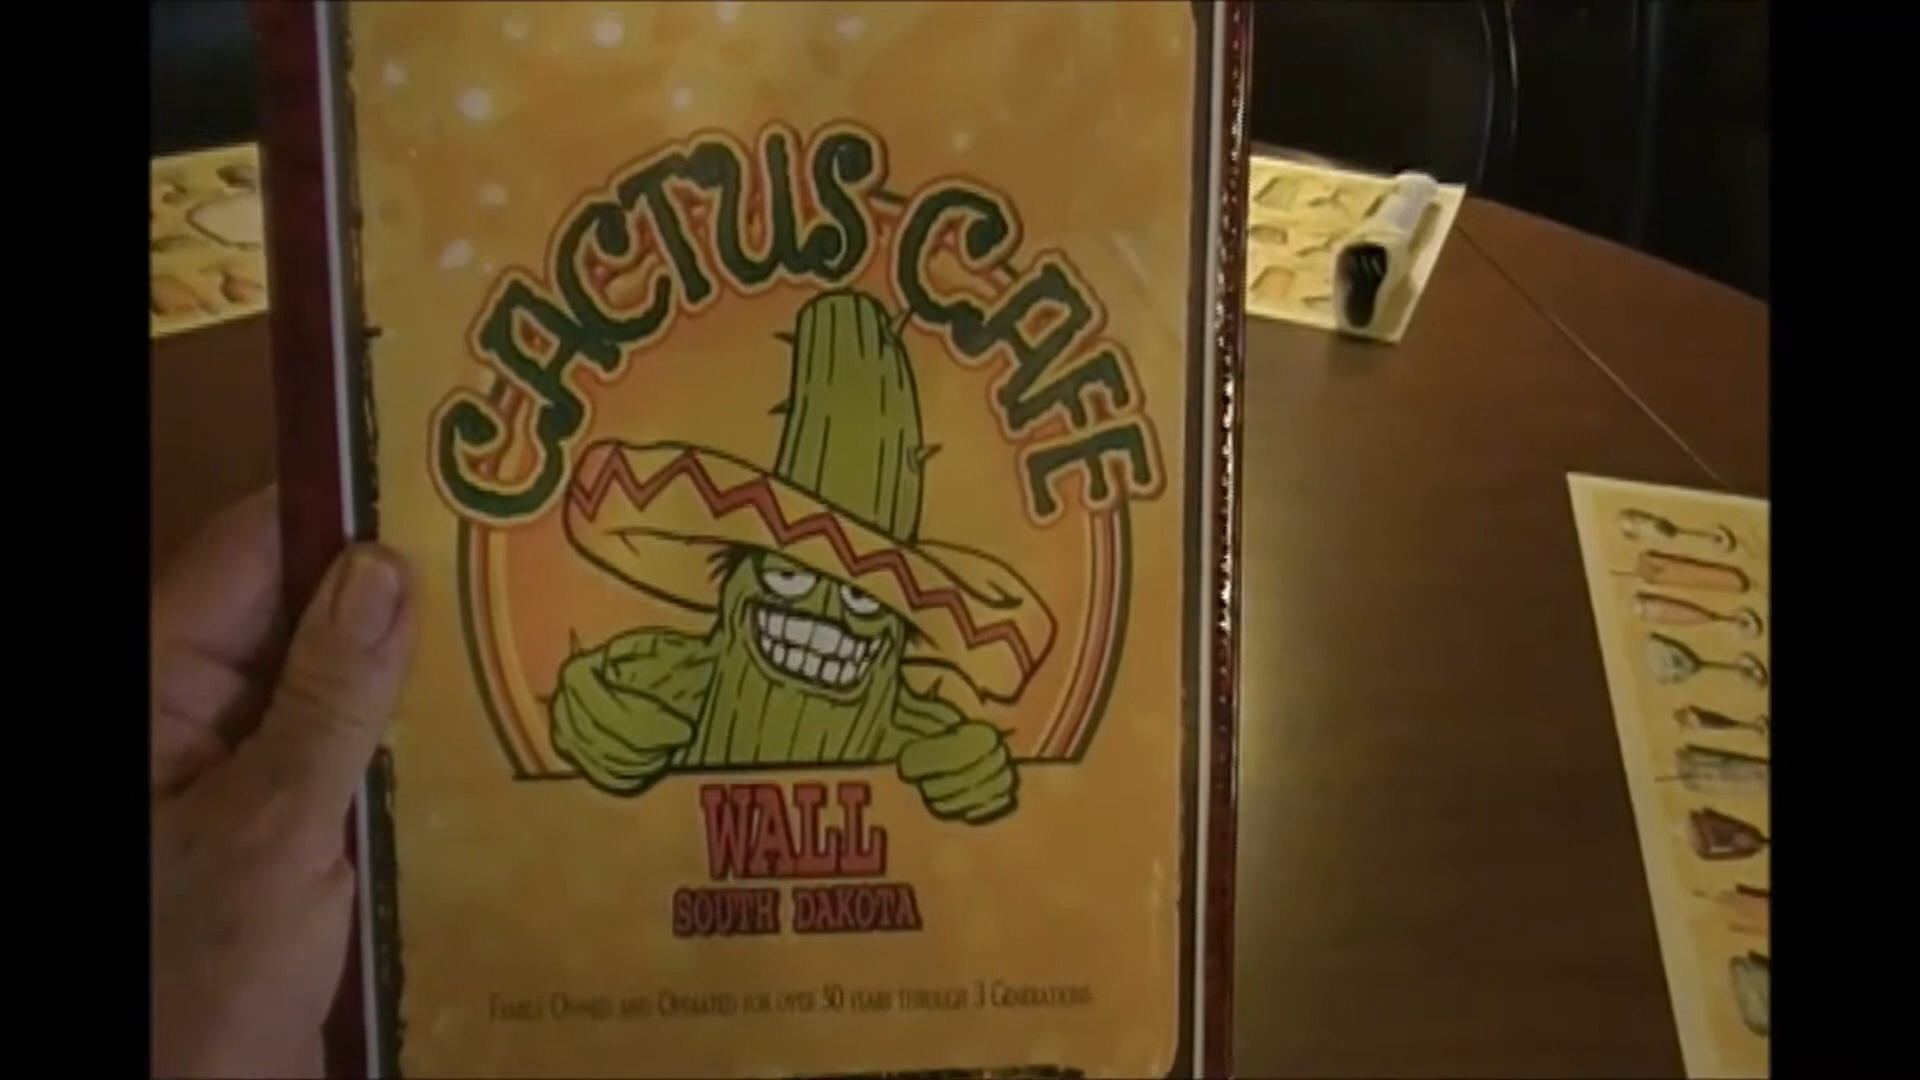 CACTUS CAFE
WALL
SOUTH DAKOTA
FAMILY OWNED AND OPERATED FOR OVER 50 YEARS THROUGH 3 GENERATIONS